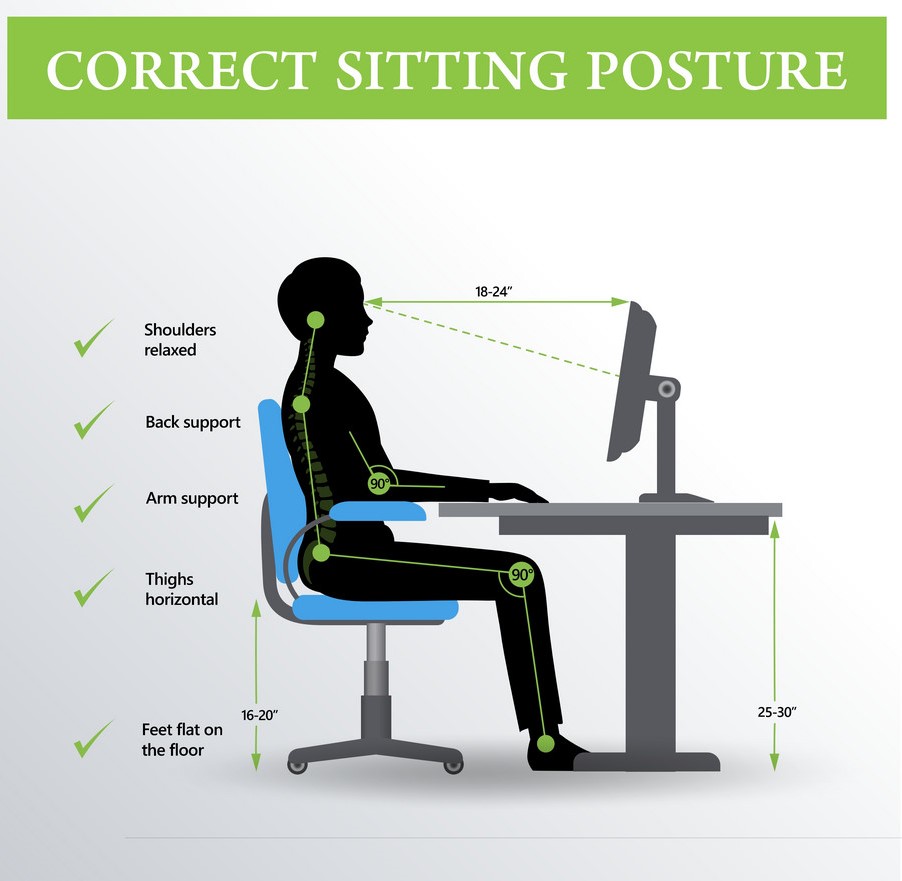 CORRECT SITTING POSTURE
18-24”
Shoulders
relaxed
Back support
90°
Arm support
90°
Thighs
horizontal
16-20”
25-30”
Feet flat on
the floor